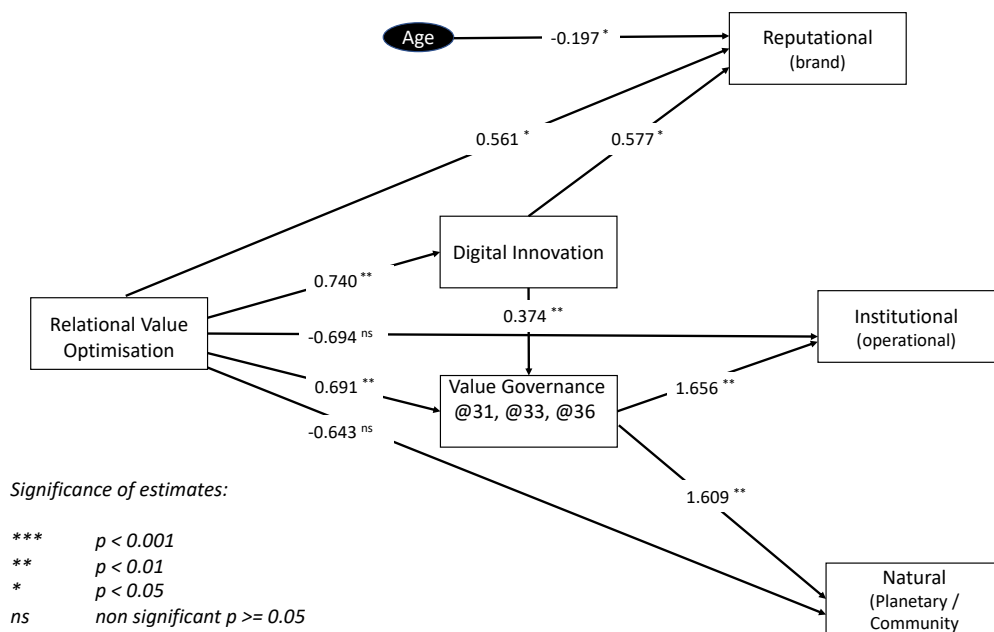 Age
-0.197 *
Reputational
(brand)
0.561 *
0.577 *
Digital Innovation
0.740 **
0.374 **
Relational Value
Optimisation
-0.694 ns
Institutional
(operational)
0.691 **
Value Governance
@31, @33, @36
1.656 **
-0.643 ns
1.609 **
Significance of estimates:
*** p < 0.001
** p < 0.01
* p < 0.05
ns non significant p >= 0.05
Natural
(Planetary /
Community